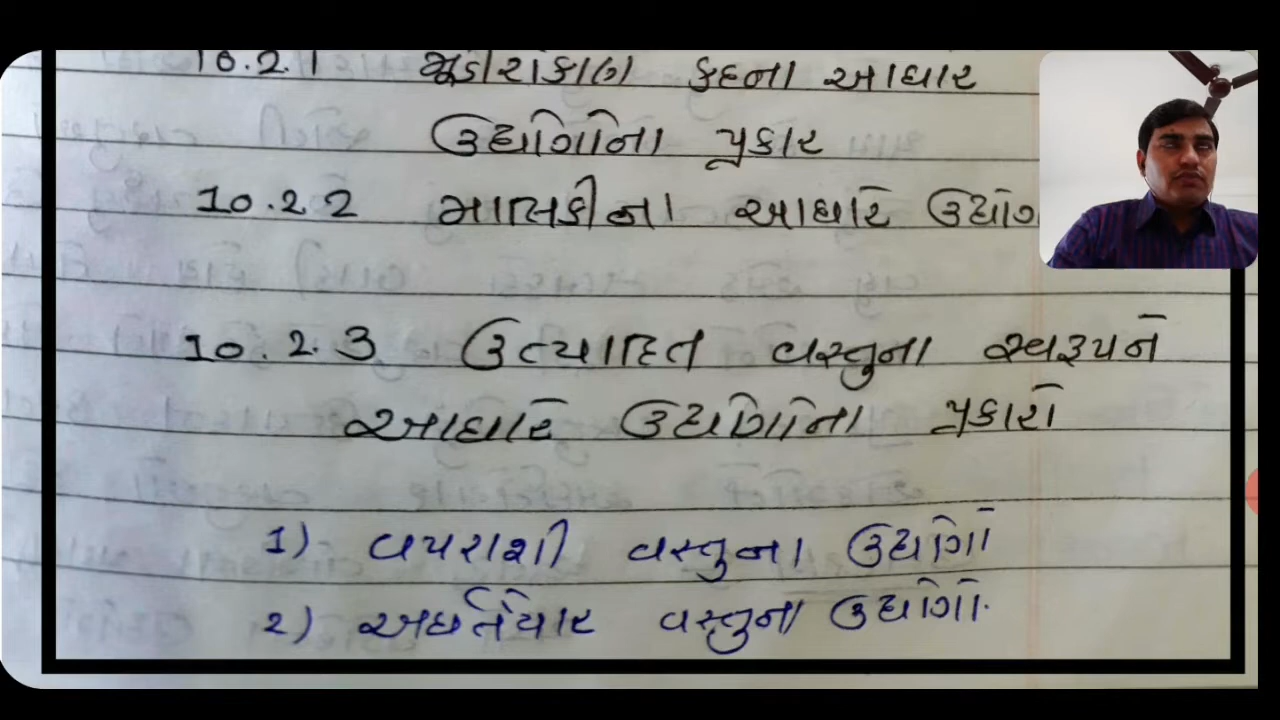 10.2.1 મૂડીરોકાણ કદના આધારે
ઉદ્યોગોના પ્રકાર
10.2.2 માલિકીના આધારે ઉદ્યોગ
10.2.3 ઉત્પાદિત વસ્તુના સ્વરૂપને
આધારે ઉદ્યોગોના પ્રકારો
1) વપરાશી વસ્તુના ઉદ્યોગો
2) અર્ધતૈયાર વસ્તુના ઉદ્યોગો.